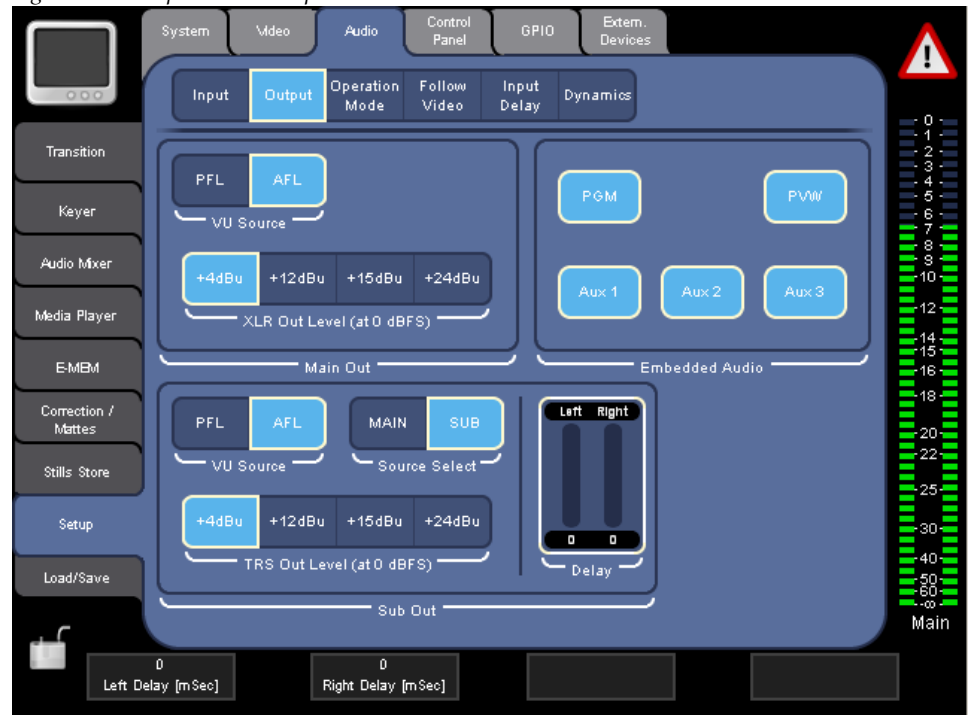 System Video Audio Control Panel GPIO Extern. Devices
Input Output Operation Mode Follow Video Input Delay Dynamics
Transition
Keyer
Audio Mixer
Media Player
E-MEM
Correction / Mattes
Stills Store
Setup
Load/Save
PFL AFL
VU Source
+4dBu +12dBu +15dBu +24dBu
XLR Out Level (at 0 dBFS)
Main Out
PGM PVW
Aux 1 Aux 2 Aux 3
Embedded Audio
PFL AFL
VU Source
MAIN SUB
Source Select
+4dBu +12dBu +15dBu +24dBu
TRS Out Level (at 0 dBFS)
Left Right
0 0
Delay
Sub Out
0
1
2
3
4
5
6
7
8
9
10
12
14
15
16
18
20
22
25
30
40
50
60
-∞
Main
0
Left Delay [mSec]
0
Right Delay [mSec]